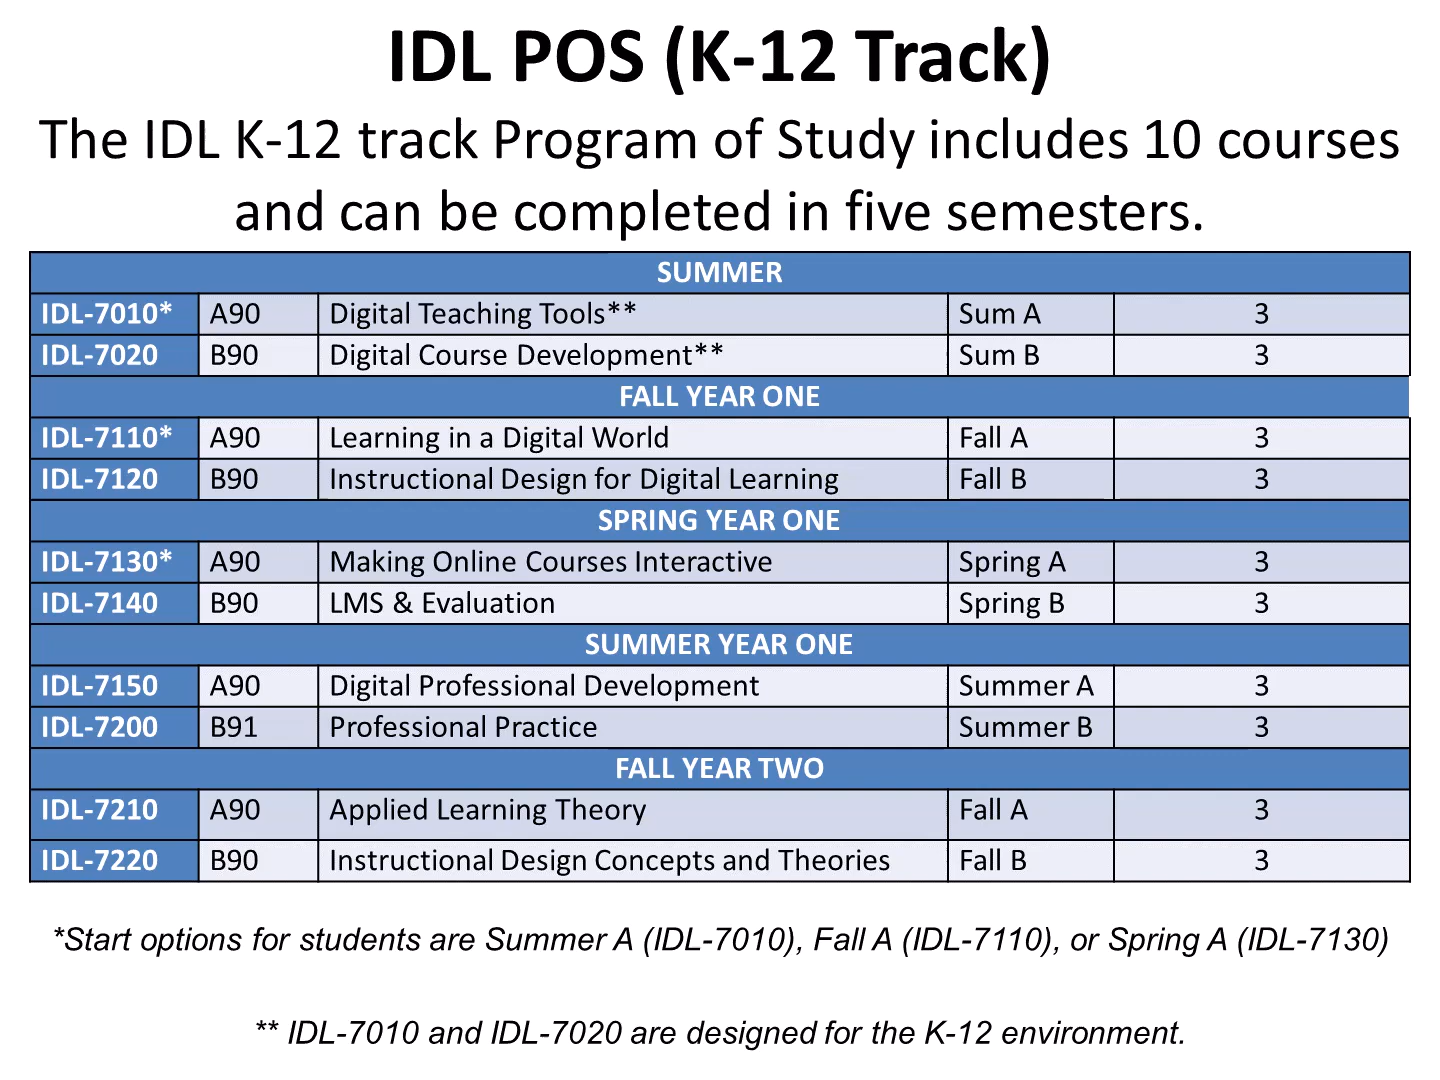 IDL POS (K-12 Track)
The IDL K-12 track Program of Study includes 10 courses
and can be completed in five semesters.
SUMMER
IDL-7010* A90 Digital Teaching Tools** Sum A 3
IDL-7020 B90 Digital Course Development** Sum B 3
FALL YEAR ONE
IDL-7110* A90 Learning in a Digital World Fall A 3
IDL-7120 B90 Instructional Design for Digital Learning Fall B 3
SPRING YEAR ONE
IDL-7130* A90 Making Online Courses Interactive Spring A 3
IDL-7140 B90 LMS & Evaluation Spring B 3
SUMMER YEAR ONE
IDL-7150 A90 Digital Professional Development Summer A 3
IDL-7200 B91 Professional Practice Summer B 3
FALL YEAR TWO
IDL-7210 A90 Applied Learning Theory Fall A 3
IDL-7220 B90 Instructional Design Concepts and Theories Fall B 3
*Start options for students are Summer A (IDL-7010), Fall A (IDL-7110), or Spring A (IDL-7130)
** IDL-7010 and IDL-7020 are designed for the K-12 environment.